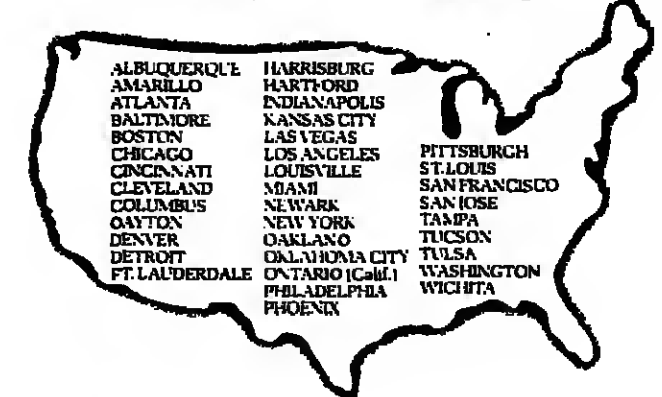 ALBUQUERQUE
AMARILLO
ATLANTA
BALTIMORE
BOSTON
CHICAGO
CINCINNATI
CLEVELAND
COLUMBUS
DAYTON
DENVER
DETROIT
FT. LAUDERDALE
HARRISBURG
HARTFORD
INDIANAPOLIS
KANSAS CITY
LAS VEGAS
LOS ANGELES
LOUISVILLE
MIAMI
NEWARK
NEW YORK
OAKLAND
OKLAHOMA CITY
ONTARIO (Calif.)
PHILADELPHIA
PHOENIX
PITTSBURGH
ST. LOUIS
SAN FRANCISCO
SAN JOSE
TAMPA
TUCSON
TULSA
WASHINGTON
WICHITA